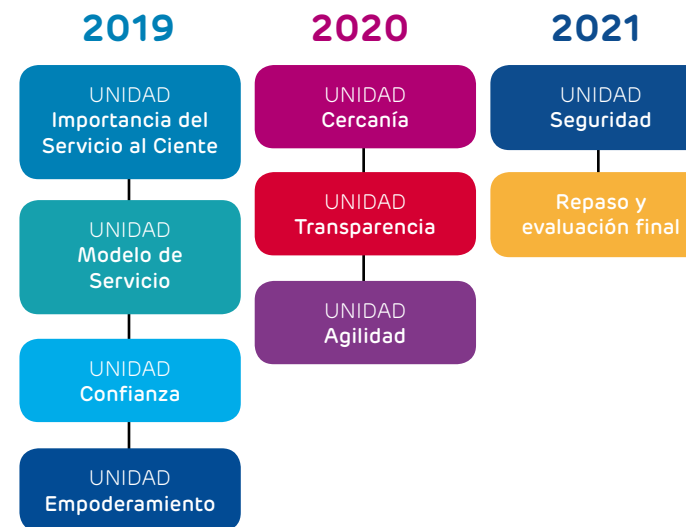 2019
UNIDAD
Importancia del
Servicio al Ciente
UNIDAD
Modelo de
Servicio
UNIDAD
Confianza
UNIDAD
Empoderamiento
2020
UNIDAD
Cercanía
UNIDAD
Transparencia
UNIDAD
Agilidad
2021
UNIDAD
Seguridad
Repaso y
evaluación final